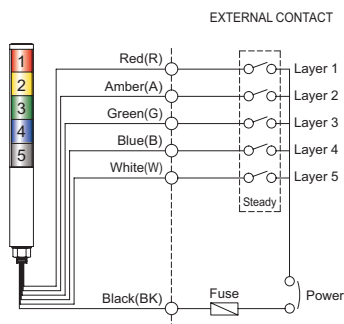 EXTERNAL CONTACT
1
2
3
4
5
Red(R)
Layer 1
Amber(A)
Layer 2
Green(G)
Layer 3
Blue(B)
Layer 4
White(W)
Layer 5
Steady
Black(BK)
Fuse
Power